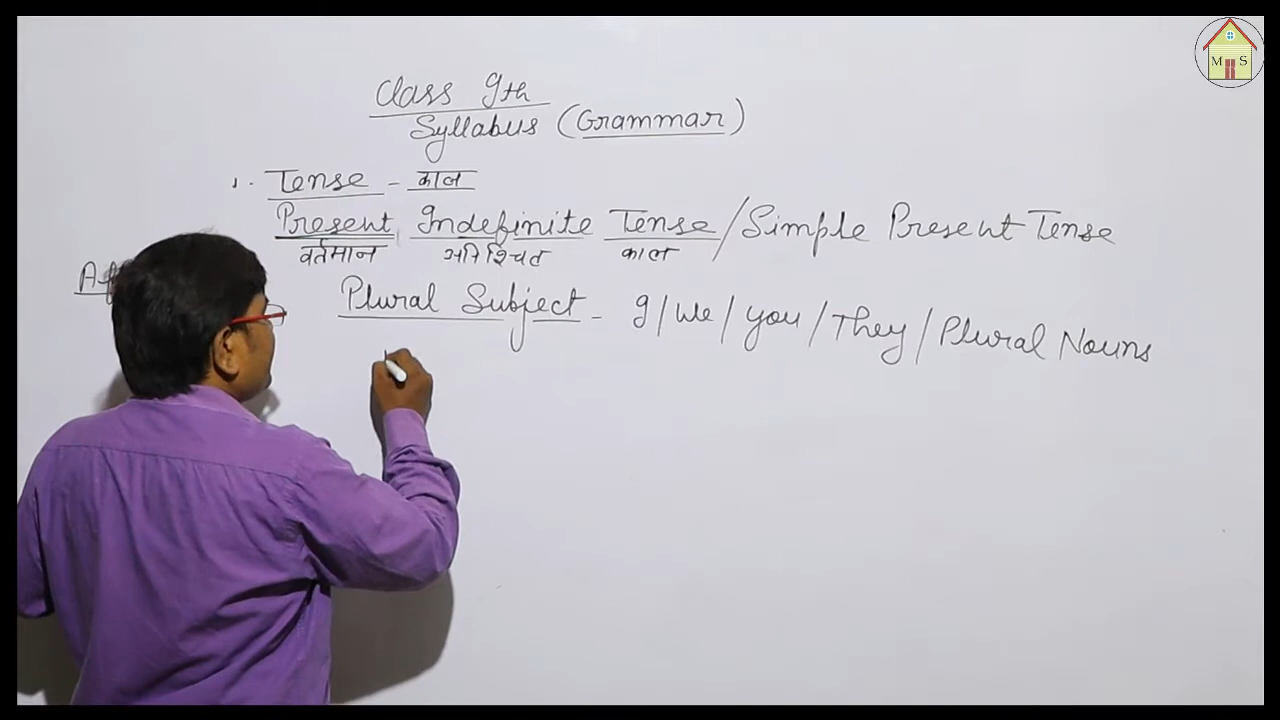 Class 9th
Syllabus (Grammar)
1. Tense - काल
Present Indefinite Tense/Simple Present Tense
वर्तमान अनिश्चित काल
Plural Subject - I/We/you/They/Plural Nouns
M S